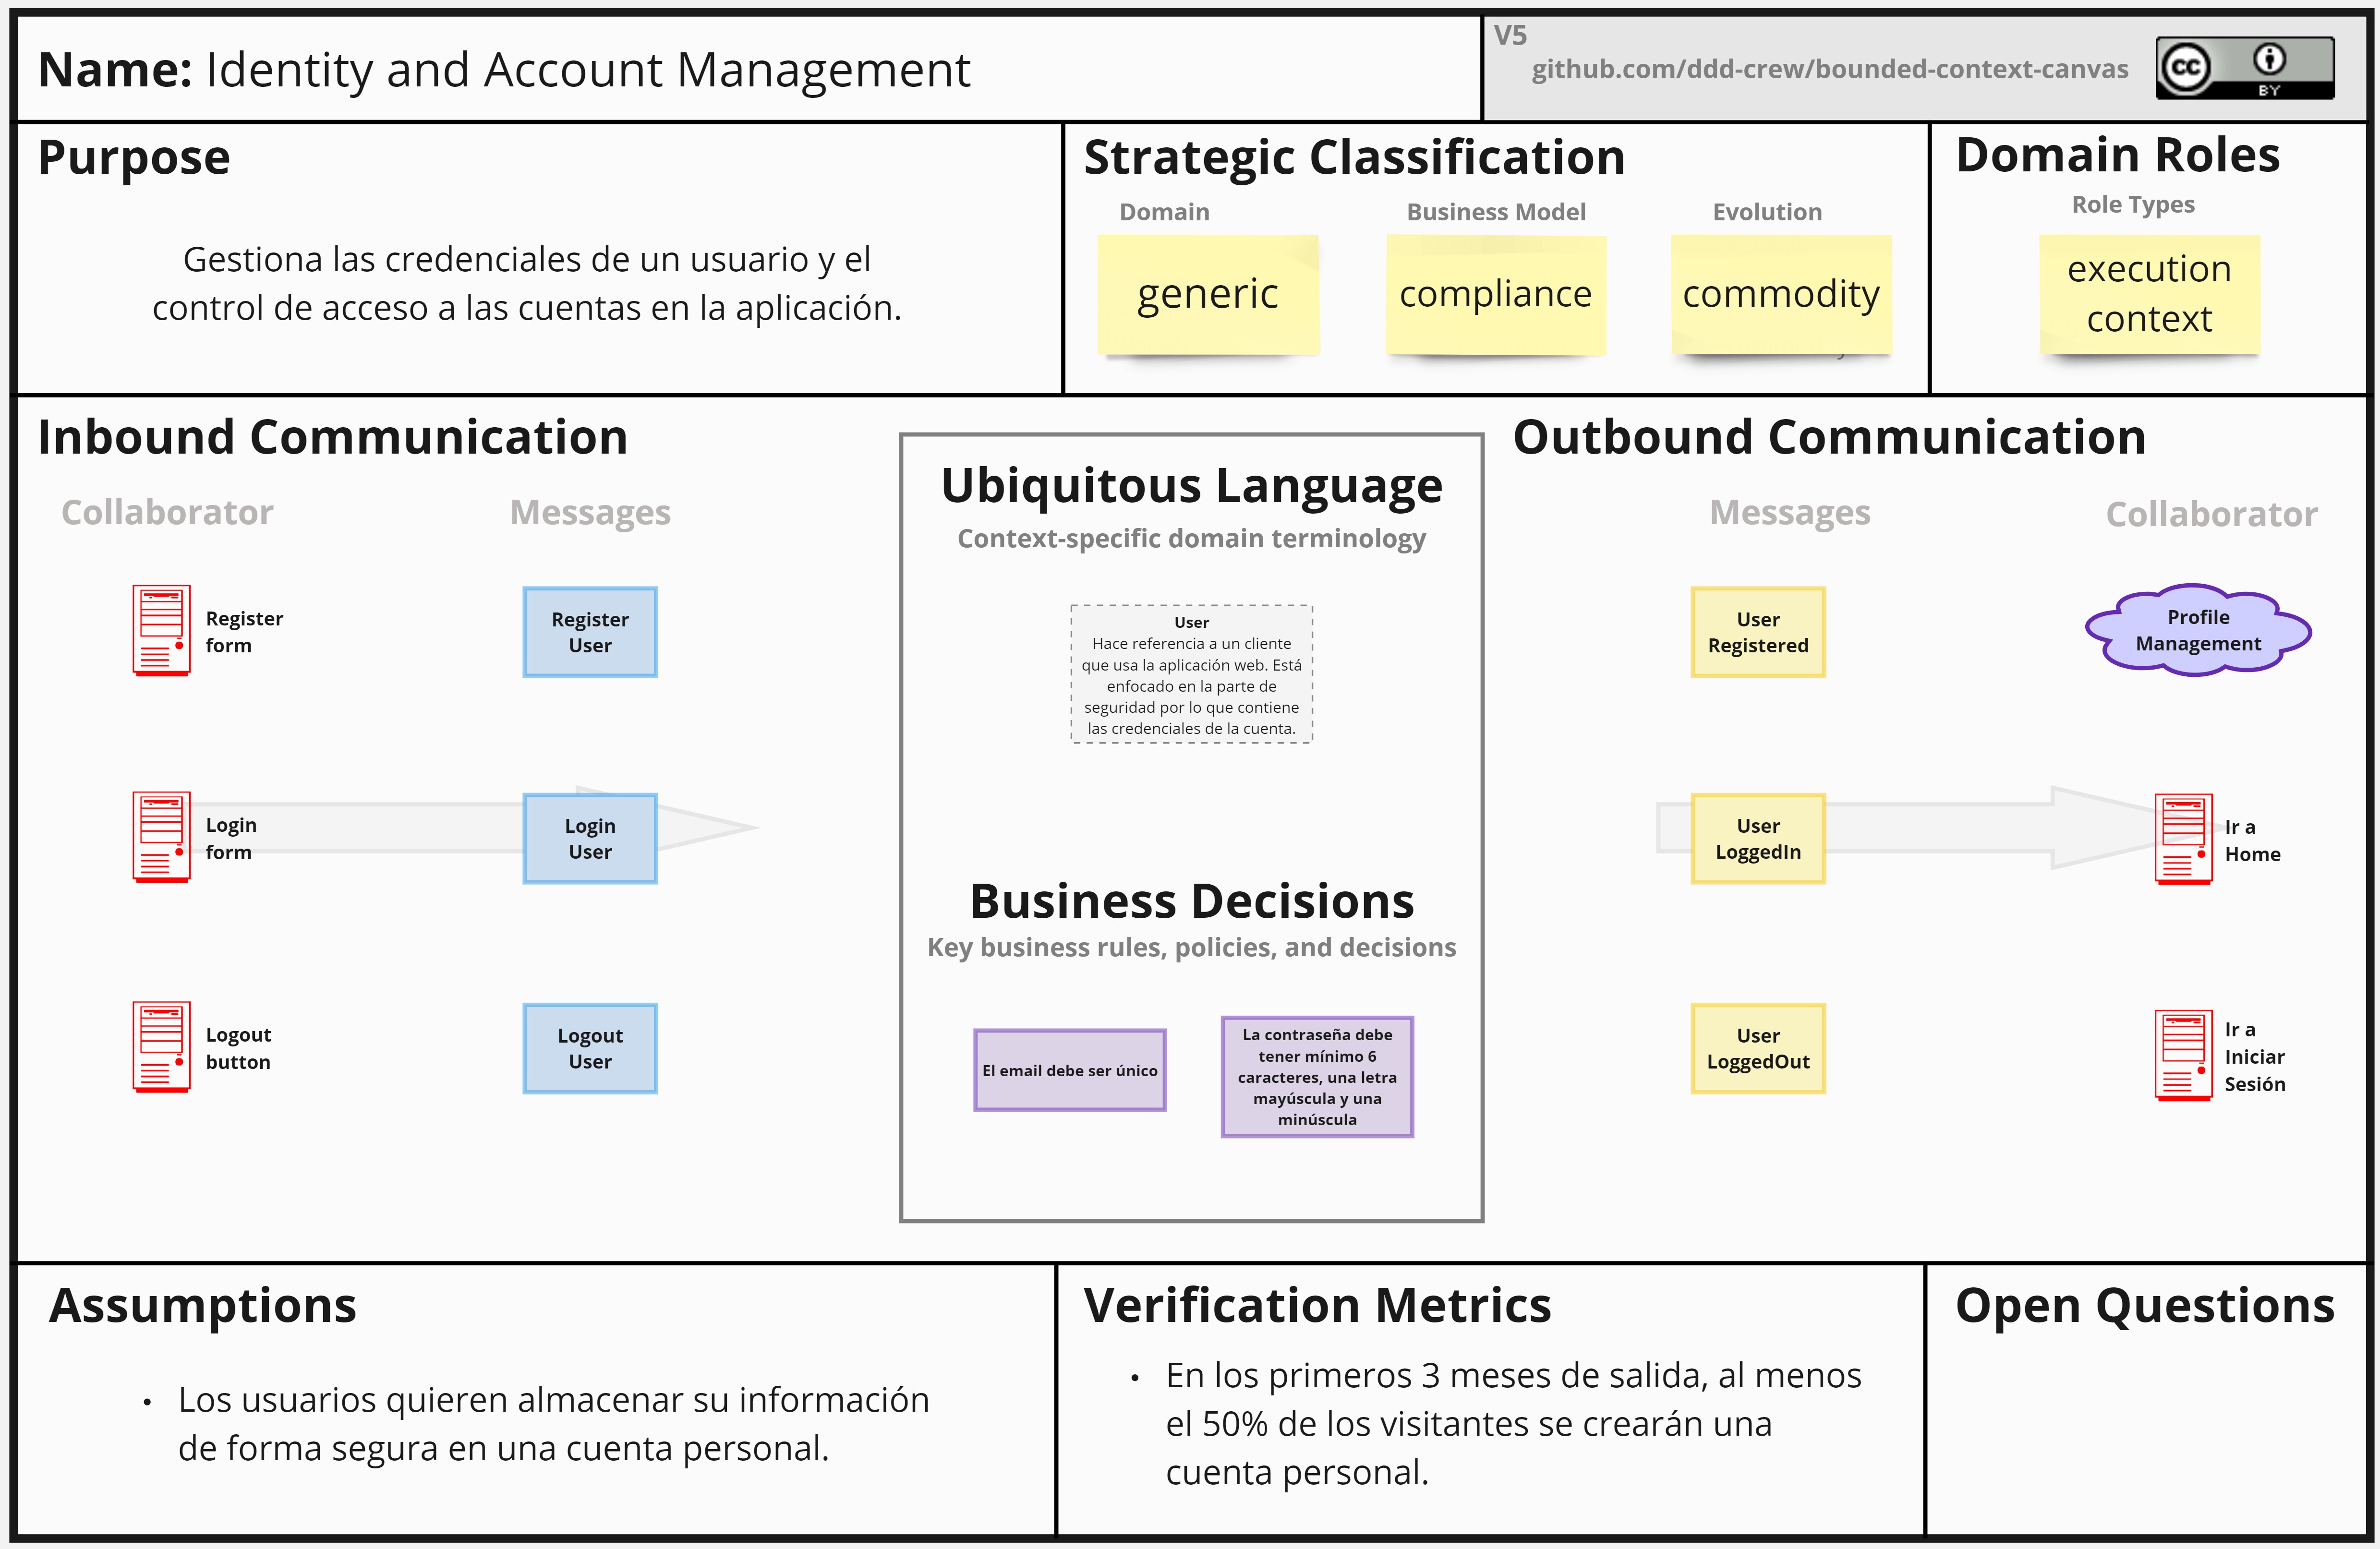 Name: Identity and Account Management
V5
github.com/ddd-crew/bounded-context-canvas
cc
BY
Purpose
Gestiona las credenciales de un usuario y el
control de acceso a las cuentas en la aplicación.
Strategic Classification
Domain
generic
Business Model
compliance
Evolution
commodity
Domain Roles
Role Types
execution
context
Inbound Communication
Collaborator
Messages
Register
form
Register
User
Login
form
Login
User
Logout
button
Logout
User
Ubiquitous Language
Context-specific domain terminology
User
Hace referencia a un cliente
que usa la aplicación web. Está
enfocado en la parte de
seguridad por lo que contiene
las credenciales de la cuenta.
Business Decisions
Key business rules, policies, and decisions
El email debe ser único
La contraseña debe
tener mínimo 6
caracteres, una letra
mayúscula y una
minúscula
Outbound Communication
Messages
Collaborator
User
Registered
Profile
Management
User
LoggedIn
Ir a
Home
User
LoggedOut
Ir a
Iniciar
Sesión
Assumptions
• Los usuarios quieren almacenar su información
de forma segura en una cuenta personal.
Verification Metrics
• En los primeros 3 meses de salida, al menos
el 50% de los visitantes se crearán una
cuenta personal.
Open Questions